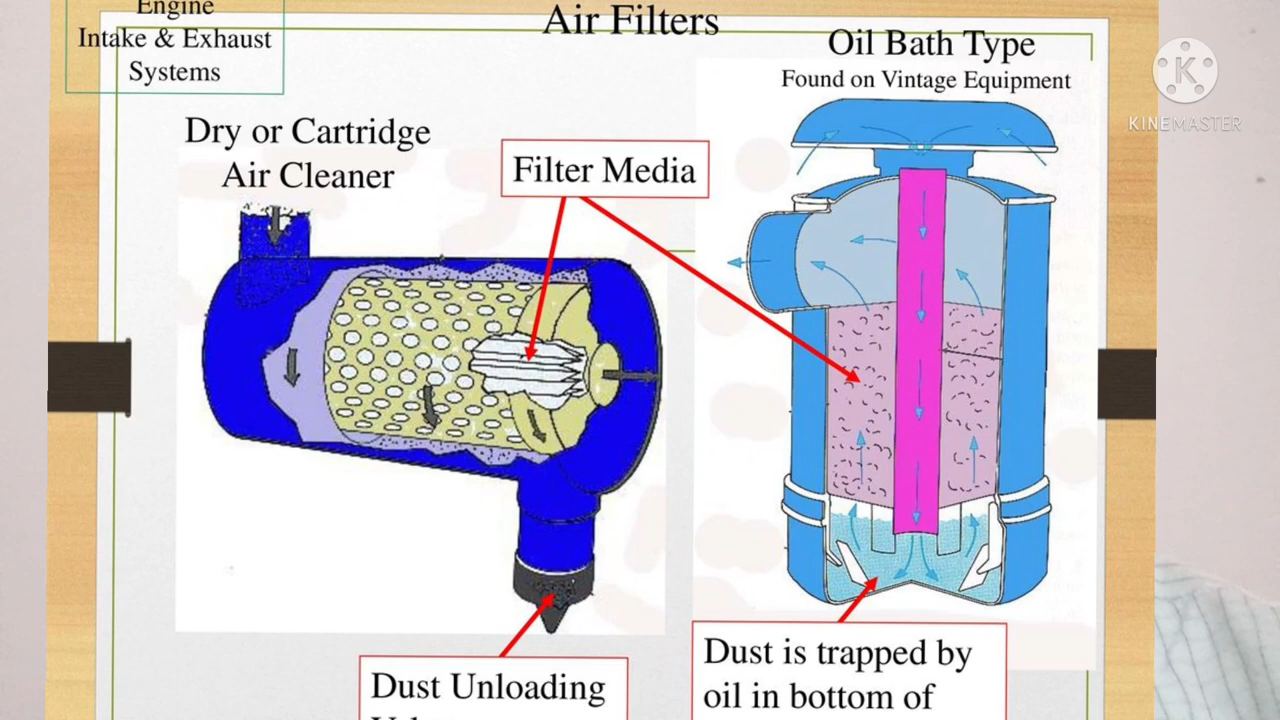 Engine
Intake & Exhaust
Systems
Air Filters
Oil Bath Type
Found on Vintage Equipment
Dry or Cartridge
Air Cleaner
Filter Media
Dust Unloading
Dust is trapped by
oil in bottom of
K
KINEMASTER